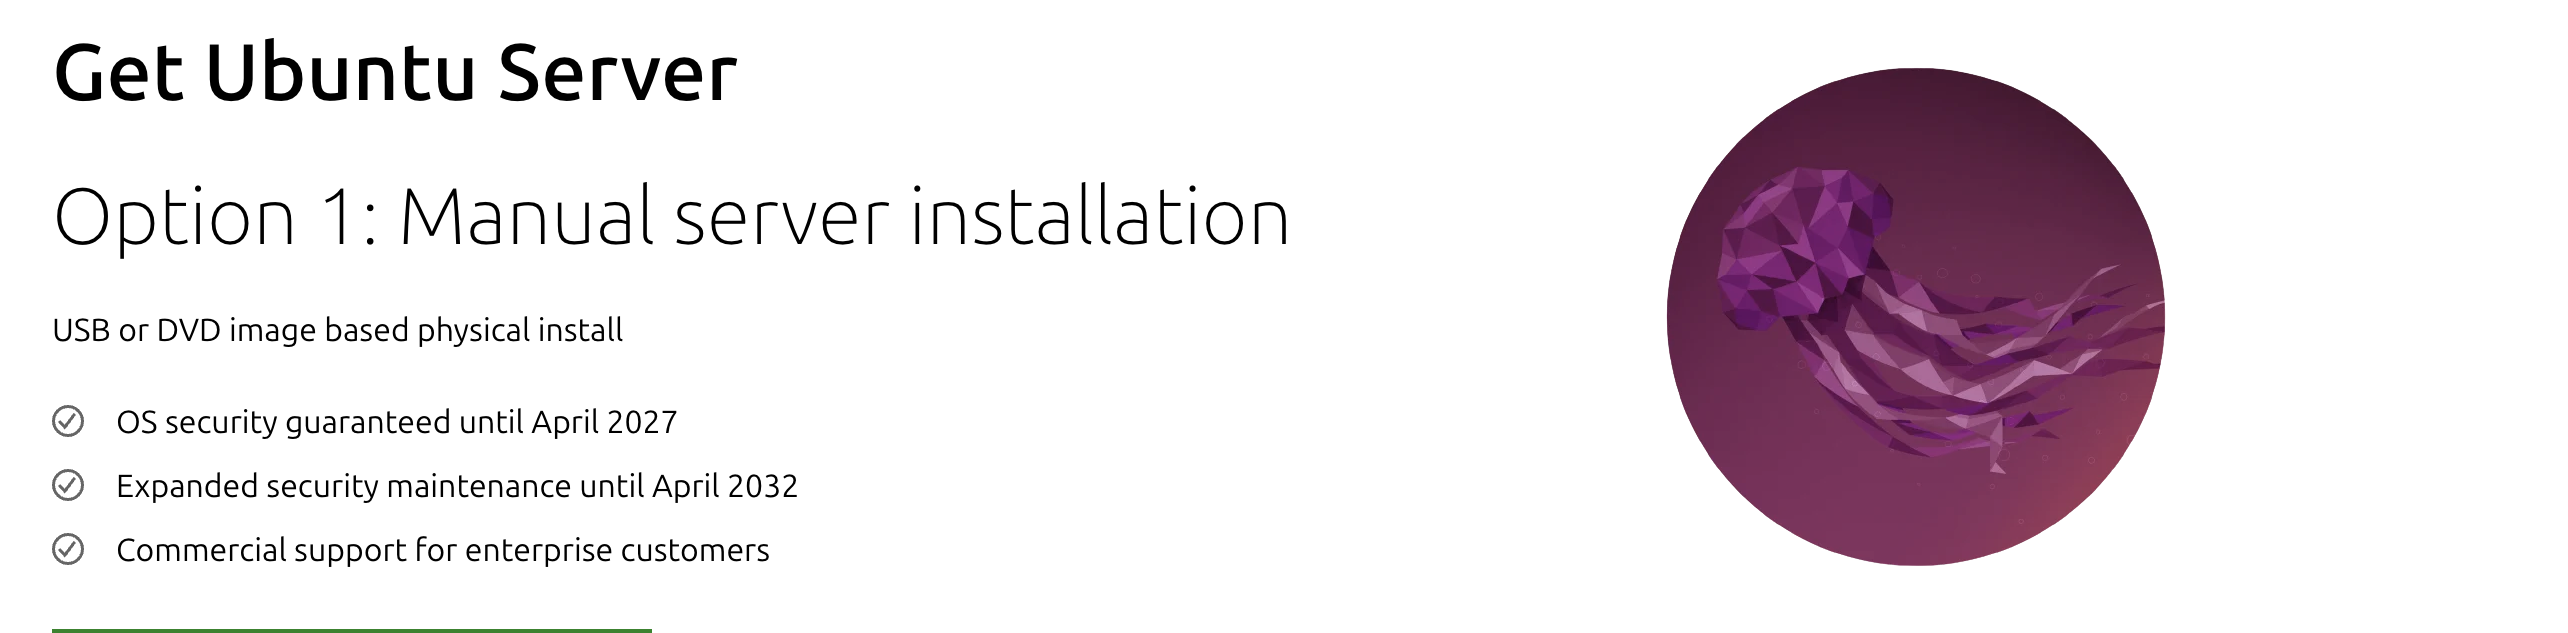 Get Ubuntu Server
Option 1: Manual server installation
USB or DVD image based physical install
OS security guaranteed until April 2027
Expanded security maintenance until April 2032
Commercial support for enterprise customers